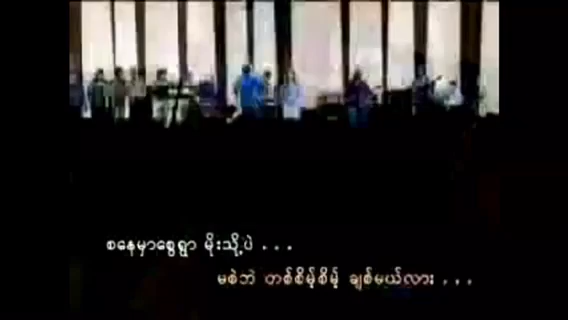 စနေမှာစွေရွာ မိုးသို့ပဲ . . .
မစဲဘဲ တစ်စိမ့်စိမ့် ချစ်မယ်လား . . .